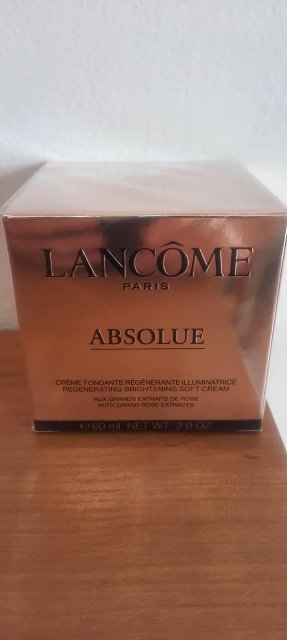 LANCÔME
PARIS
ABSOLUE
CRÈME FONDANTE RÉGÉNÉRANTE ILLUMINATRICE
REGENERATING BRIGHTENING SOFT CREAM
AUX GRANDS EXTRAITS DE ROSE
WITH GRAND ROSE EXTRACTS
e 60 ml NET WT. 2.0 OZ.